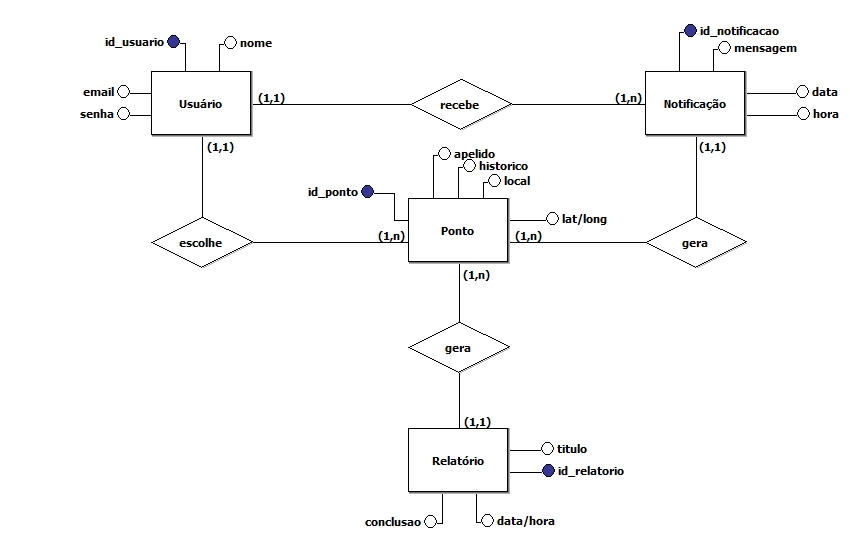 id_notificacao
id_usuario
nome
mensagem
email
Usuário
(1,1)
recebe
(1,n)
Notificação
data
senha
hora
(1,1)
(1,1)
apelido
historico
local
id_ponto
lat/long
escolhe
(1,n)
Ponto
(1,n)
gera
(1,n)
gera
(1,1)
titulo
Relatório
id_relatorio
conclusao
data/hora